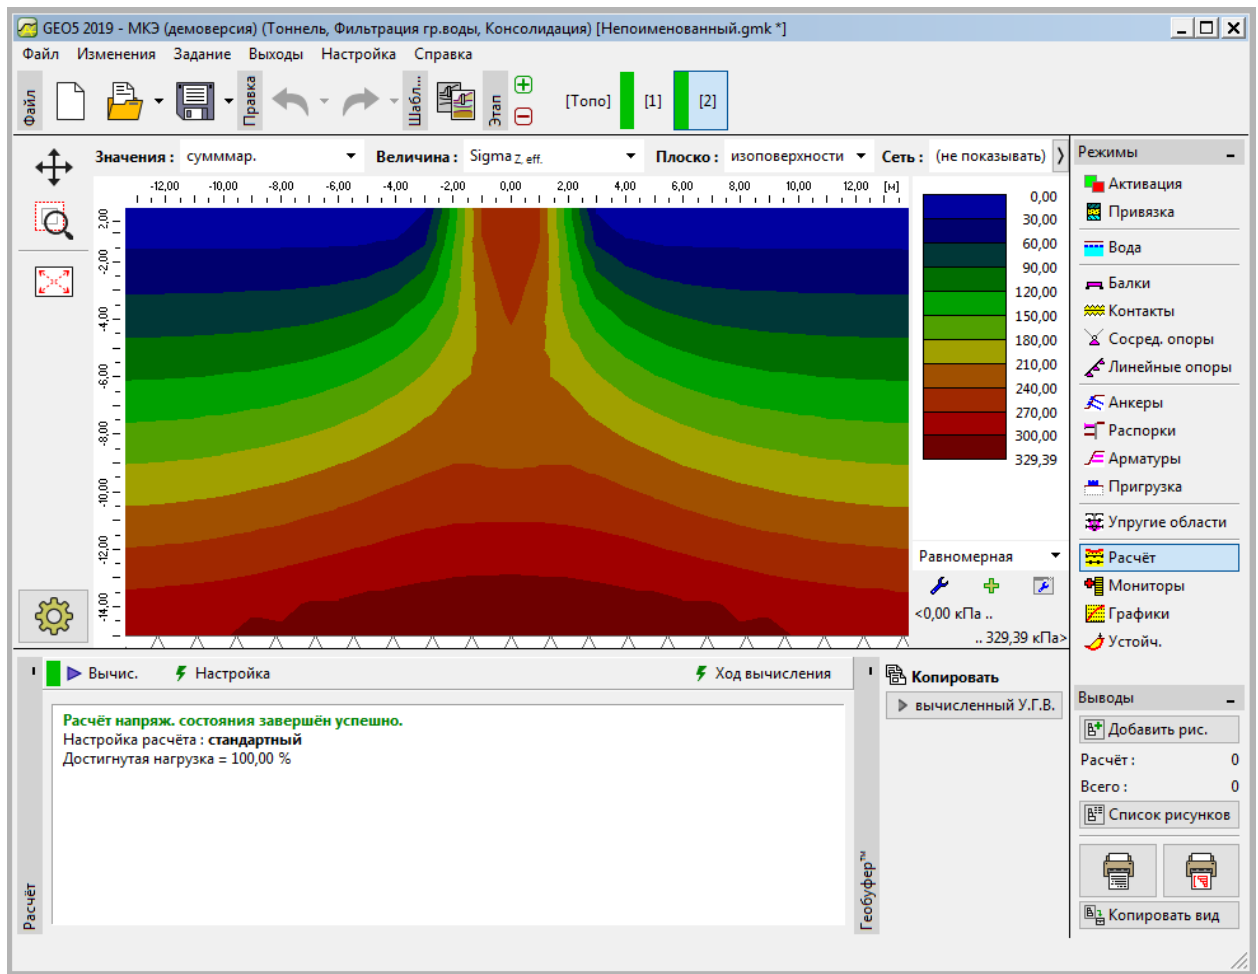 GEO5 2019 - МКЭ (демоверсия) (Тоннель, Фильтрация гр.воды, Консолидация) [Непоименованный.gmk *]
Файл Изменения Задание Выходы Настройка Справка
Файл
Правка
Шабл...
Этап
[Топо] [1] [2]
Значения : сумммар. Величина : Sigma Z, eff. Плоско : изоповерхности Сеть : (не показывать)
-12,00 -10,00 -8,00 -6,00 -4,00 -2,00 0,00 2,00 4,00 6,00 8,00 10,00 12,00 [м]
2,00
-2,00
-4,00
-6,00
-8,00
-10,00
-12,00
-14,00
0,00
30,00
60,00
90,00
120,00
150,00
180,00
210,00
240,00
270,00
300,00
329,39
Равномерная
<0,00 кПа ..
.. 329,39 кПа>
Режимы
Активация
Привязка
Вода
Балки
Контакты
Сосред. опоры
Линейные опоры
Анкеры
Распорки
Арматуры
Пригрузка
Упругие области
Расчёт
Мониторы
Графики
Устойч.
Вычис. Настройка Ход вычисления
Расчёт напряж. состояния завершён успешно.
Настройка расчёта : стандартный
Достигнутая нагрузка = 100,00 %
Расчёт
Геобуфер™
Копировать
вычисленный У.Г.В.
Выводы
Добавить рис.
Расчёт : 0
Всего : 0
Список рисунков
Копировать вид